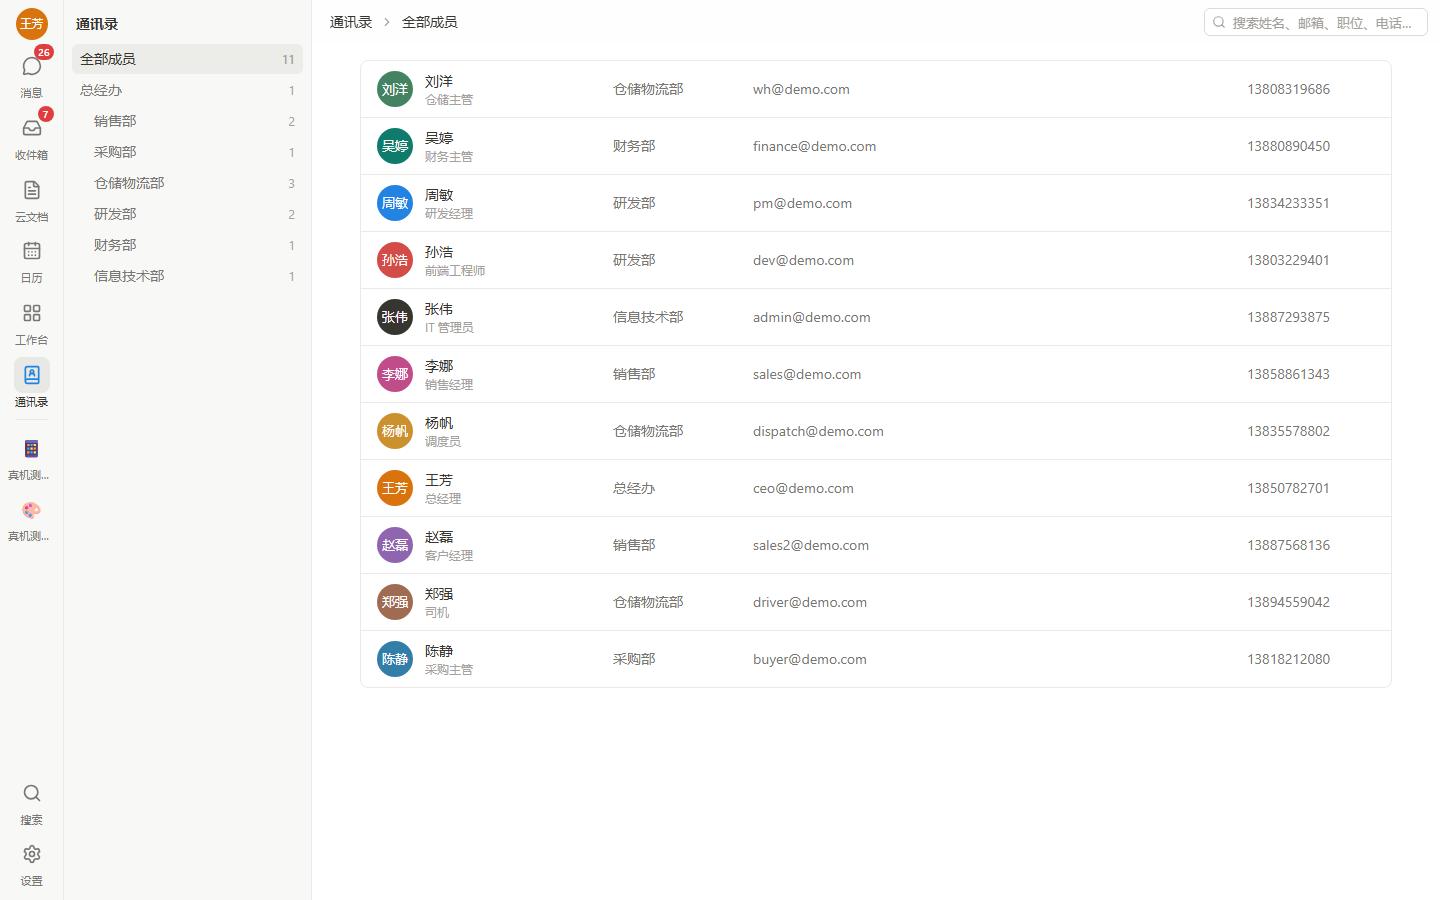 王芳
26
消息
7
收件箱
云文档
日历
工作台
通讯录
真机测...
真机测...
搜索
设置
通讯录
全部成员 11
总经办 1
销售部 2
采购部 1
仓储物流部 3
研发部 2
财务部 1
信息技术部 1
通讯录 > 全部成员
搜索姓名、邮箱、职位、电话...
刘洋 刘洋 仓储物流部 wh@demo.com 13808319686
仓储主管
吴婷 吴婷 财务部 finance@demo.com 13880890450
财务主管
周敏 周敏 研发部 pm@demo.com 13834233351
研发经理
孙浩 孙浩 研发部 dev@demo.com 13803229401
前端工程师
张伟 张伟 信息技术部 admin@demo.com 13887293875
IT 管理员
李娜 李娜 销售部 sales@demo.com 13858861343
销售经理
杨帆 杨帆 仓储物流部 dispatch@demo.com 13835578802
调度员
王芳 王芳 总经办 ceo@demo.com 13850782701
总经理
赵磊 赵磊 销售部 sales2@demo.com 13887568136
客户经理
郑强 郑强 仓储物流部 driver@demo.com 13894559042
司机
陈静 陈静 采购部 buyer@demo.com 13818212080
采购主管